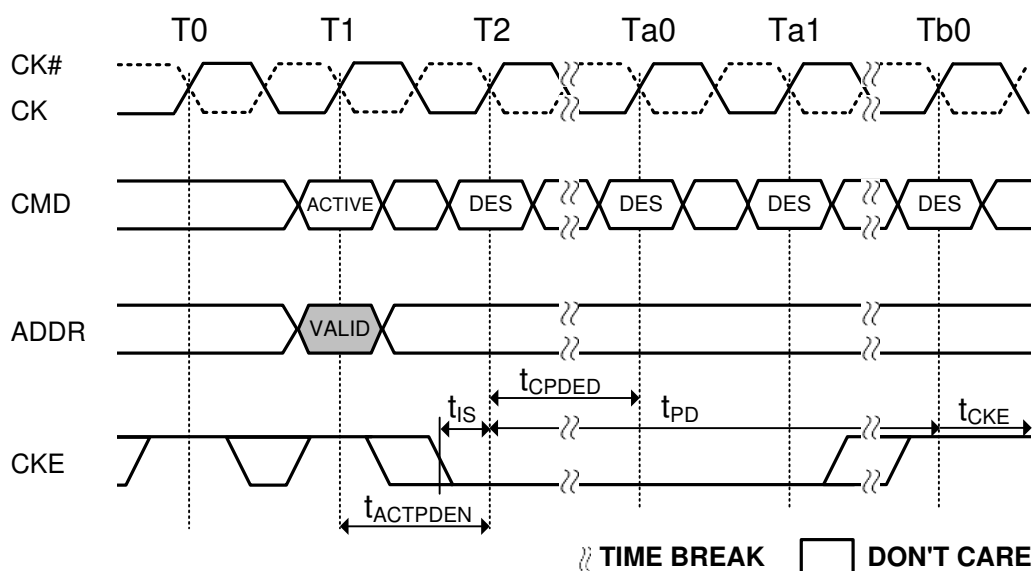 T0 T1 T2 Ta0 Ta1 Tb0
CK#
CK
CMD ACTIVE DES DES DES DES
ADDR VALID
tCPDED
tIS tPD tCKE
CKE
tACTPDEN
TIME BREAK DON'T CARE